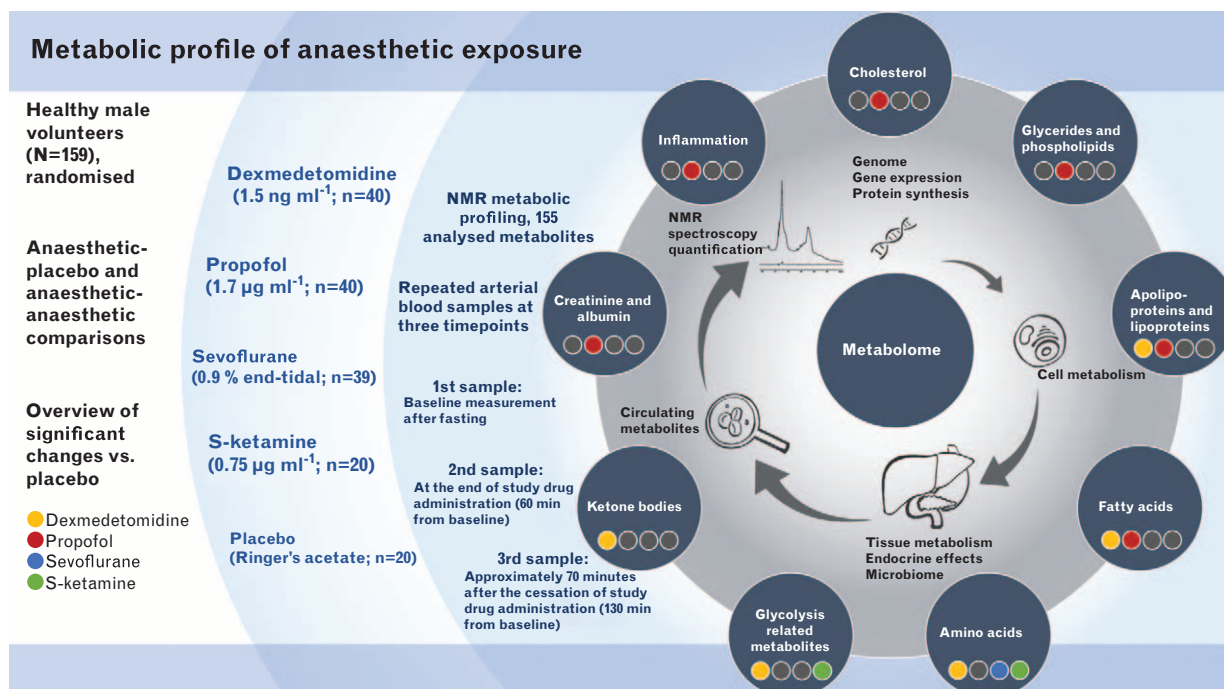 Metabolic profile of anaesthetic exposure
Healthy male
volunteers
(N=159),
randomised
Anaesthetic-
placebo and
anaesthetic-
anaesthetic
comparisons
Overview of
significant
changes vs.
placebo
Dexmedetomidine
Propofol
Sevoflurane
S-ketamine
Dexmedetomidine
(1.5 ng ml⁻¹; n=40)
Propofol
(1.7 µg ml⁻¹; n=40)
Sevoflurane
(0.9 % end-tidal; n=39)
S-ketamine
(0.75 µg ml⁻¹; n=20)
Placebo
(Ringer's acetate; n=20)
NMR metabolic
profiling, 155
analysed metabolites
Repeated arterial
blood samples at
three timepoints
1st sample:
Baseline measurement
after fasting
2nd sample:
At the end of study drug
administration (60 min
from baseline)
3rd sample:
Approximately 70 minutes
after the cessation of study
drug administration (130 min
from baseline)
Cholesterol
Glycerides and
phospholipids
Apolipo-
proteins and
lipoproteins
Fatty acids
Amino acids
Glycolysis
related
metabolites
Ketone bodies
Creatinine and
albumin
Inflammation
Genome
Gene expression
Protein synthesis
Cell metabolism
Tissue metabolism
Endocrine effects
Microbiome
Circulating
metabolites
NMR
spectroscopy
quantification
Metabolome